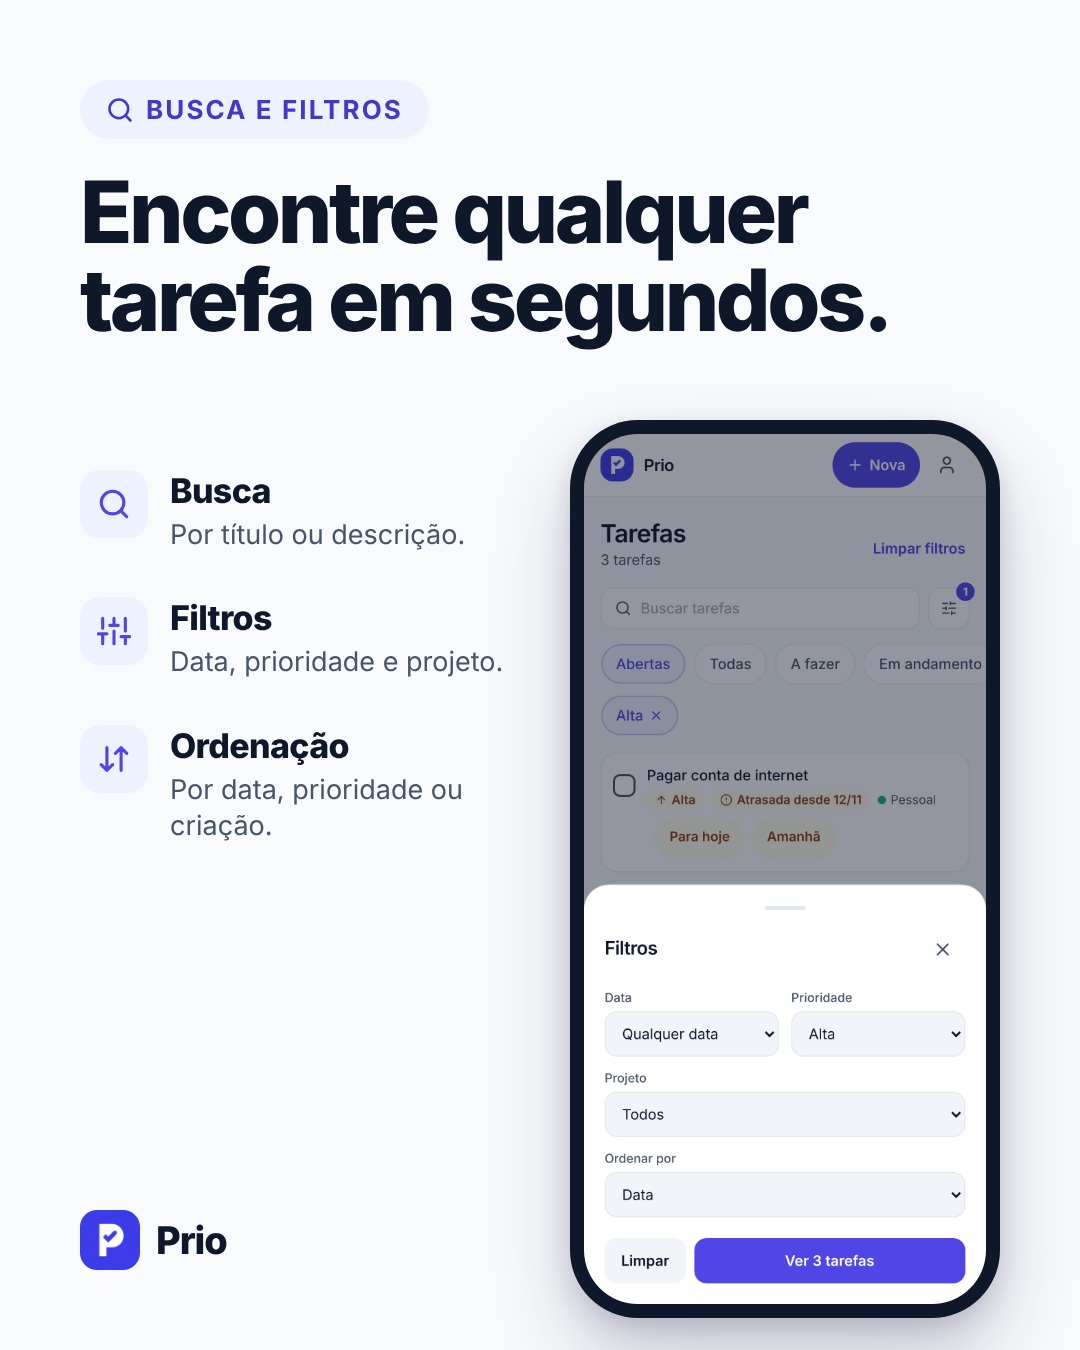 BUSCA E FILTROS
Encontre qualquer
tarefa em segundos.
Busca
Por título ou descrição.
Filtros
Data, prioridade e projeto.
Ordenação
Por data, prioridade ou
criação.
Prio
Prio
+ Nova
Tarefas
3 tarefas
Limpar filtros
Buscar tarefas
1
Abertas
Todas
A fazer
Em andamento
Alta ×
Pagar conta de internet
↑ Alta
Atrasada desde 12/11
Pessoal
Para hoje
Amanhã
Filtros
Data
Prioridade
Qualquer data
Alta
Projeto
Todos
Ordenar por
Data
Limpar
Ver 3 tarefas